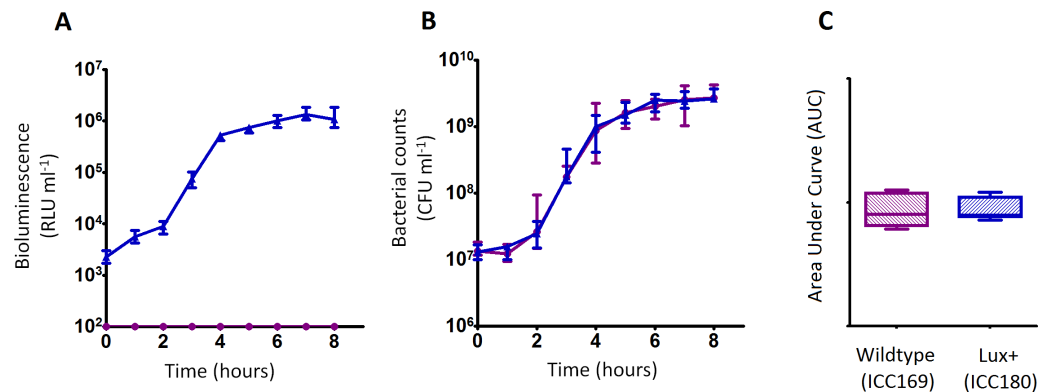 A
Bioluminescence
(RLU ml-1)
10^7
10^6
10^5
10^4
10^3
10^2
0 2 4 6 8
Time (hours)
B
Bacterial counts
(CFU ml-1)
10^10
10^9
10^8
10^7
10^6
0 2 4 6 8
Time (hours)
C
Area Under Curve (AUC)
Wildtype
(ICC169)
Lux+
(ICC180)